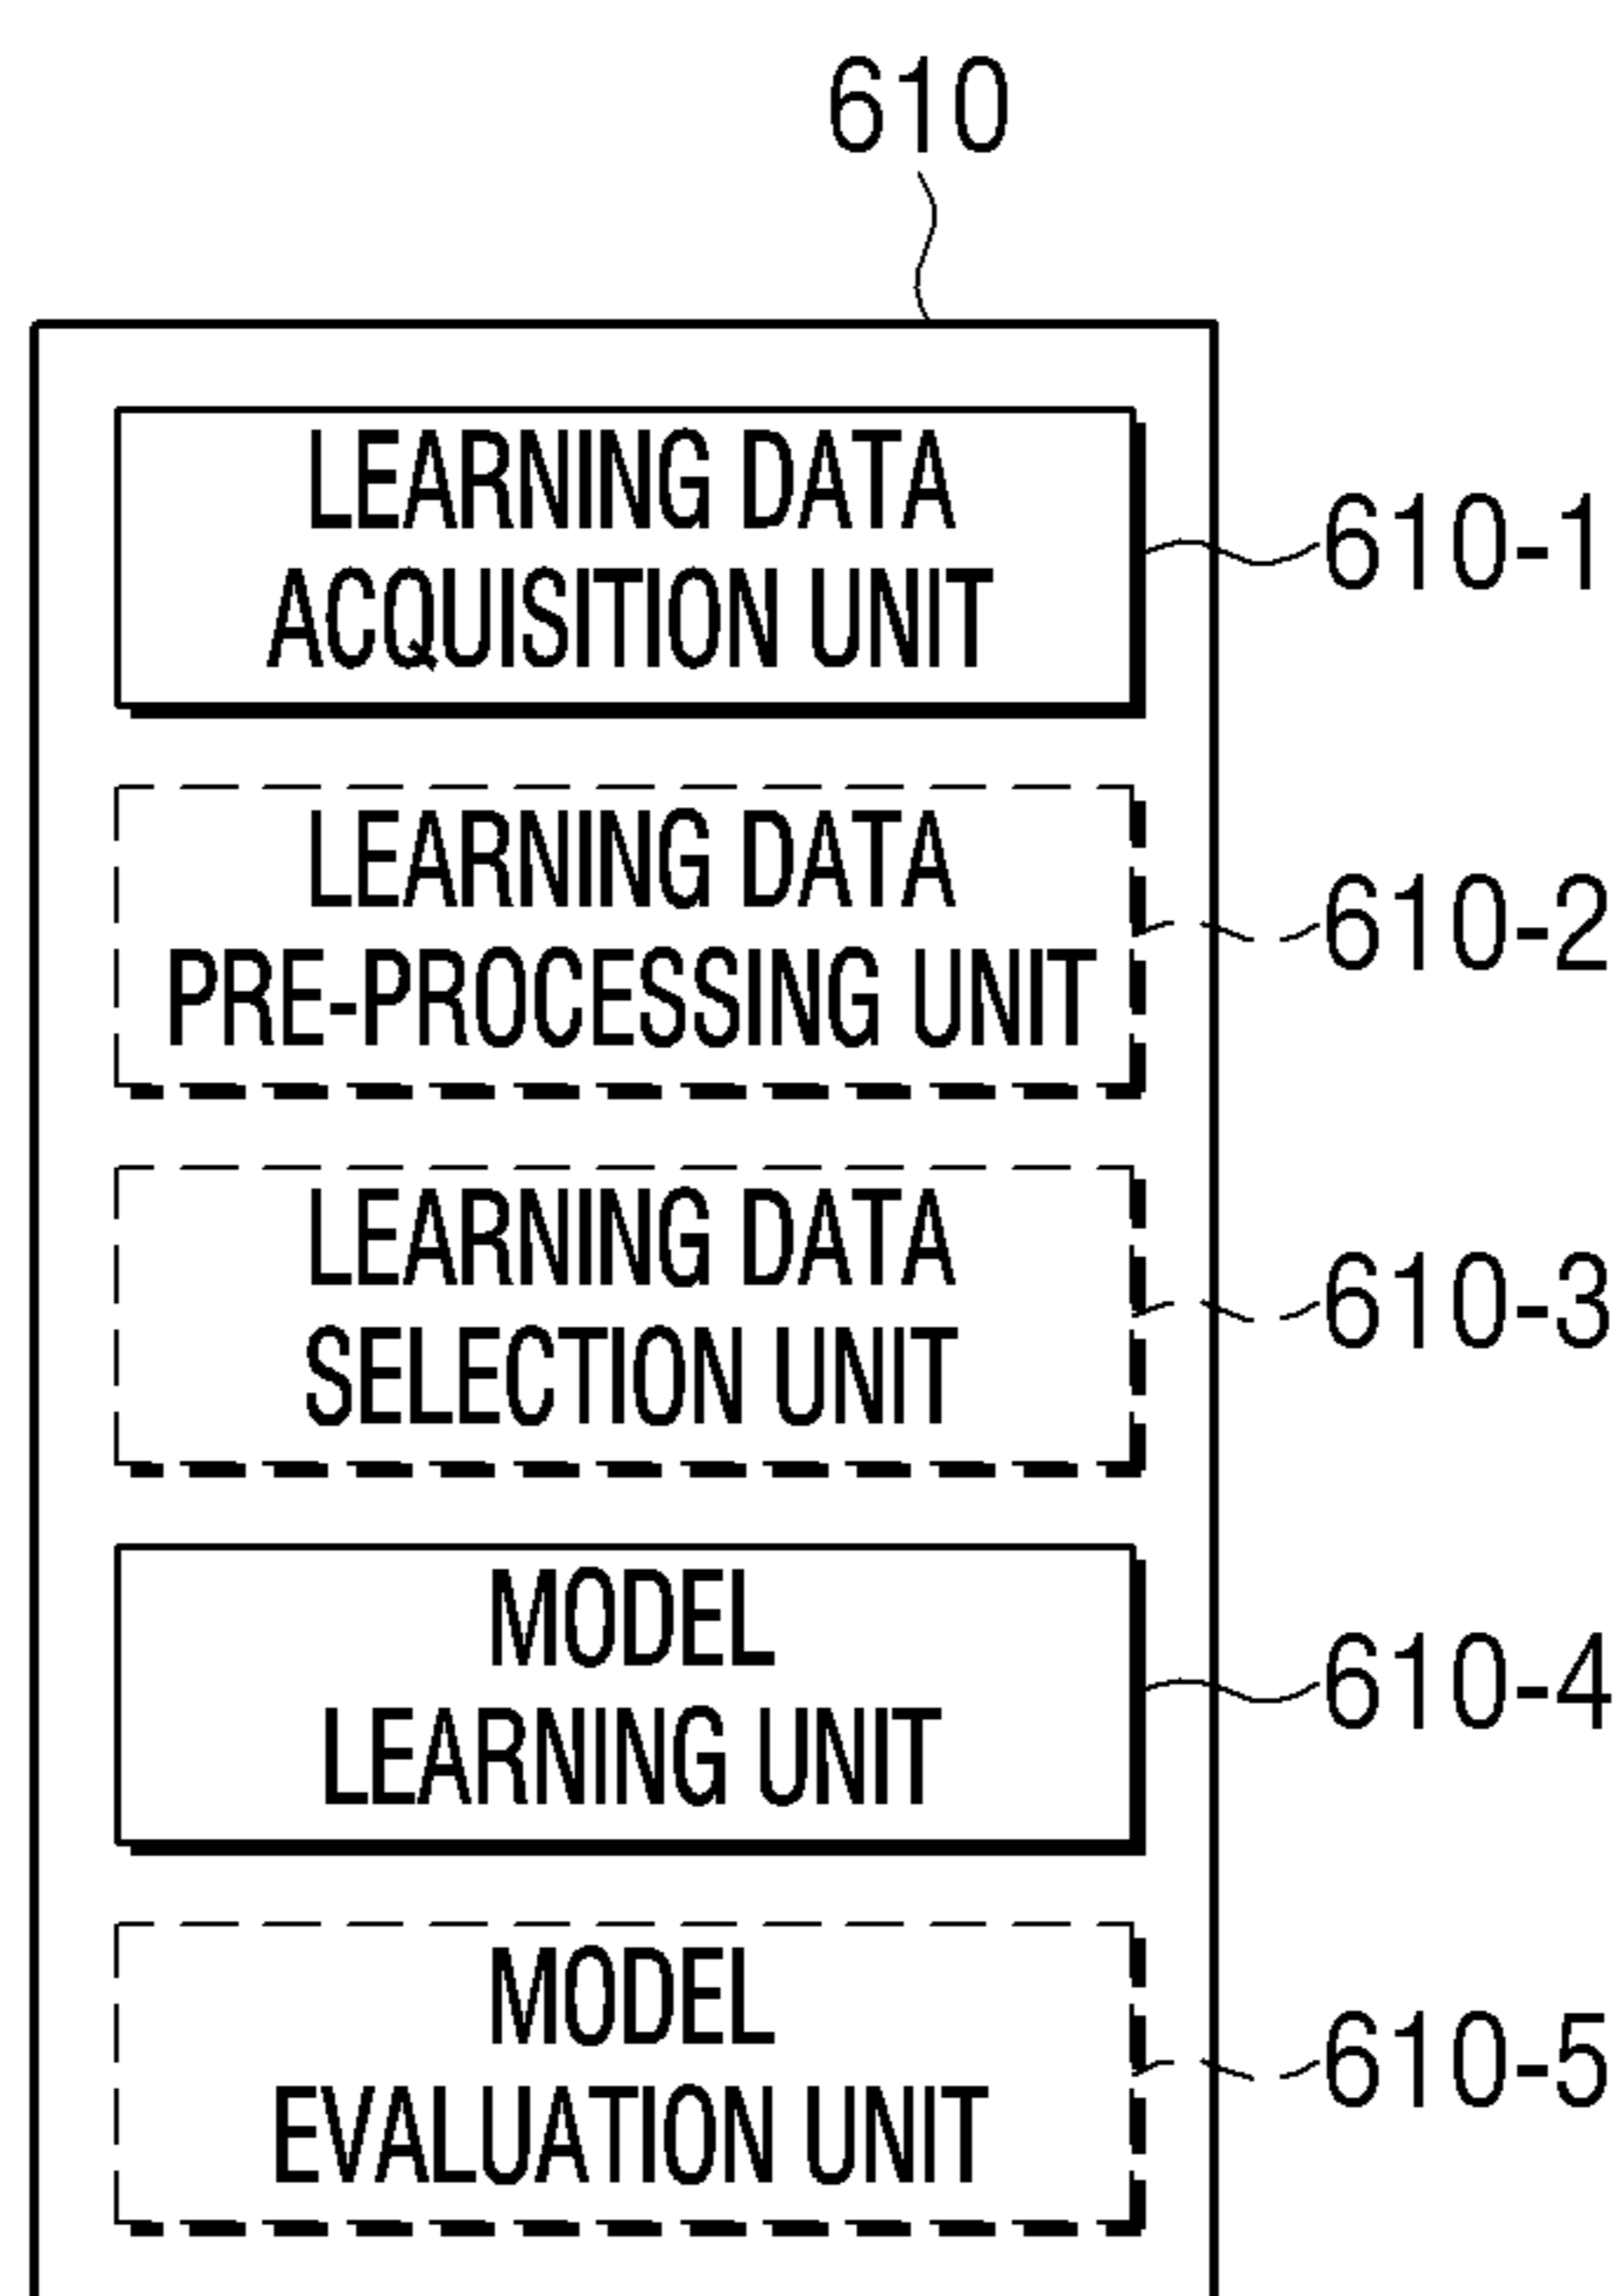 610
LEARNING DATA
ACQUISITION UNIT
610-1
LEARNING DATA
PRE-PROCESSING UNIT
610-2
LEARNING DATA
SELECTION UNIT
610-3
MODEL
LEARNING UNIT
610-4
MODEL
EVALUATION UNIT
610-5